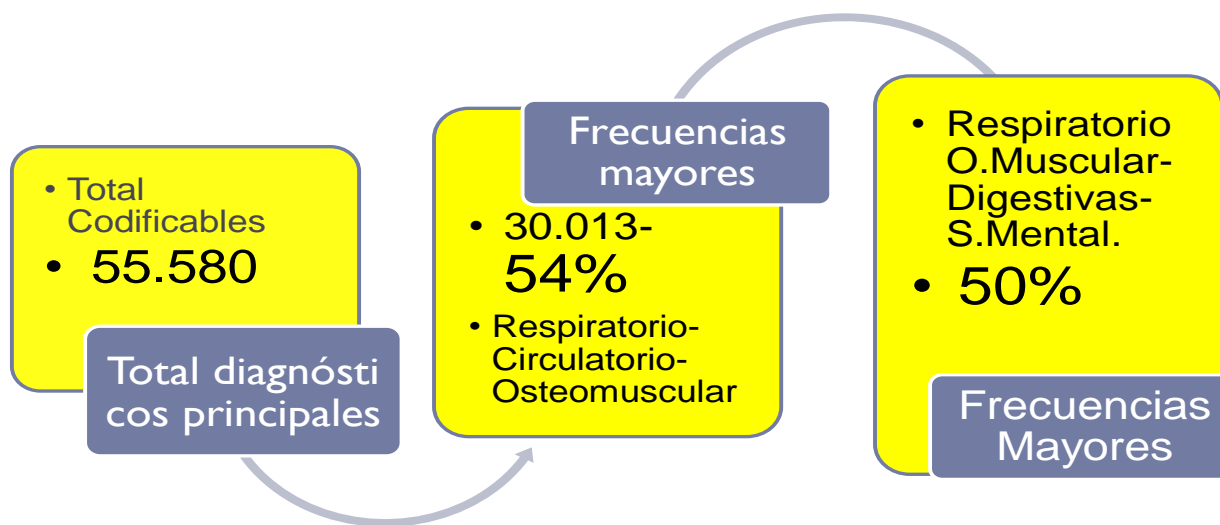 • Total
Codificables
• 55.580
Total diagnósti
cos principales
Frecuencias
mayores
• 30.013-
54%
• Respiratorio-
Circulatorio-
Osteomuscular
• Respiratorio
O.Muscular-
Digestivas-
S.Mental.
• 50%
Frecuencias
Mayores